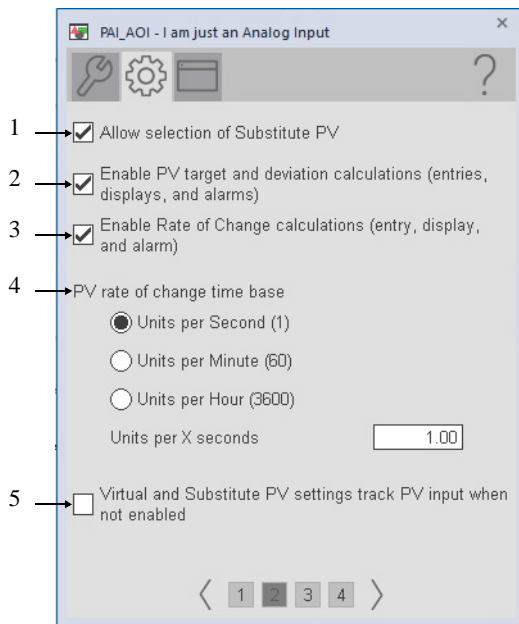 PAI_AOI - I am just an Analog Input
×
?
1
Allow selection of Substitute PV
2
Enable PV target and deviation calculations (entries,
displays, and alarms)
3
Enable Rate of Change calculations (entry, display,
and alarm)
4
PV rate of change time base
Units per Second (1)
Units per Minute (60)
Units per Hour (3600)
Units per X seconds 1.00
5
Virtual and Substitute PV settings track PV input when
not enabled
1 2 3 4